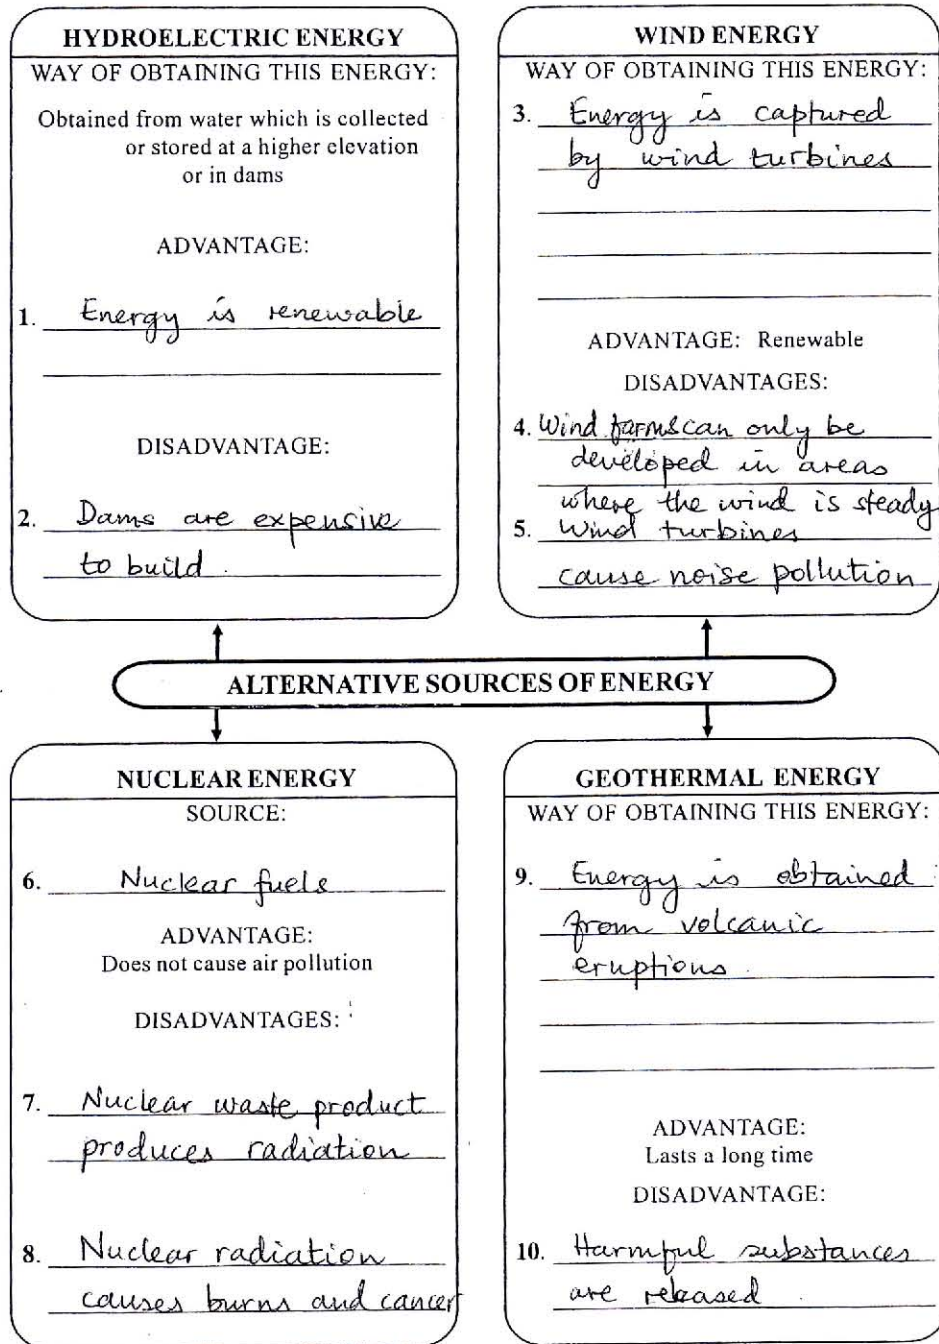 HYDROELECTRIC ENERGY
WAY OF OBTAINING THIS ENERGY:
Obtained from water which is collected
or stored at a higher elevation
or in dams
ADVANTAGE:
1. Energy is renewable
DISADVANTAGE:
2. Dams are expensive
to build.
WIND ENERGY
WAY OF OBTAINING THIS ENERGY:
3. Energy is captured
by wind turbines
ADVANTAGE: Renewable
DISADVANTAGES:
4. Wind farms can only be
developed in areas
where the wind is steady
5. Wind turbines
cause noise pollution
ALTERNATIVE SOURCES OF ENERGY
NUCLEAR ENERGY
SOURCE:
6. Nuclear fuels
ADVANTAGE:
Does not cause air pollution
DISADVANTAGES:
7. Nuclear waste product
produces radiation
8. Nuclear radiation
causes burns and cancer
GEOTHERMAL ENERGY
WAY OF OBTAINING THIS ENERGY:
9. Energy is obtained
from volcanic
eruptions.
ADVANTAGE:
Lasts a long time
DISADVANTAGE:
10. Harmful substances
are released.